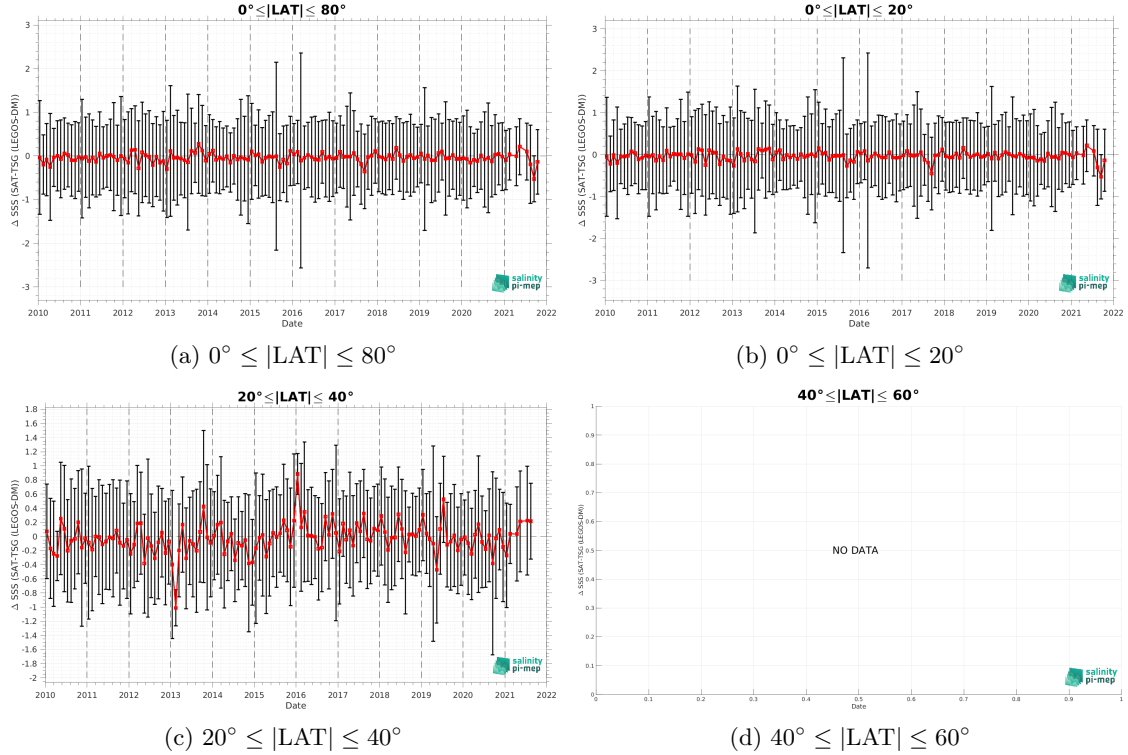 0°≤|LAT|≤ 80°
Δ SSS (SAT-TSG (LEGOS-DM))
3
2
1
0
-1
-2
-3
2010 2011 2012 2013 2014 2015 2016 2017 2018 2019 2020 2021 2022
Date
salinity
pi-mep
(a) 0° ≤ |LAT| ≤ 80°
0°≤|LAT|≤ 20°
Δ SSS (SAT-TSG (LEGOS-DM))
3
2
1
0
-1
-2
-3
2010 2011 2012 2013 2014 2015 2016 2017 2018 2019 2020 2021 2022
Date
salinity
pi-mep
(b) 0° ≤ |LAT| ≤ 20°
20°≤|LAT|≤ 40°
Δ SSS (SAT-TSG (LEGOS-DM))
1.8
1.6
1.4
1.2
1
0.8
0.6
0.4
0.2
0
-0.2
-0.4
-0.6
-0.8
-1
-1.2
-1.4
-1.6
-1.8
-2
2010 2011 2012 2013 2014 2015 2016 2017 2018 2019 2020 2021 2022
Date
salinity
pi-mep
(c) 20° ≤ |LAT| ≤ 40°
40°≤|LAT|≤ 60°
Δ SSS (SAT-TSG (LEGOS-DM))
1
0.9
0.8
0.7
0.6
0.5
0.4
0.3
0.2
0.1
0
NO DATA
0 0.1 0.2 0.3 0.4 0.5 0.6 0.7 0.8 0.9 1
Date
salinity
pi-mep
(d) 40° ≤ |LAT| ≤ 60°